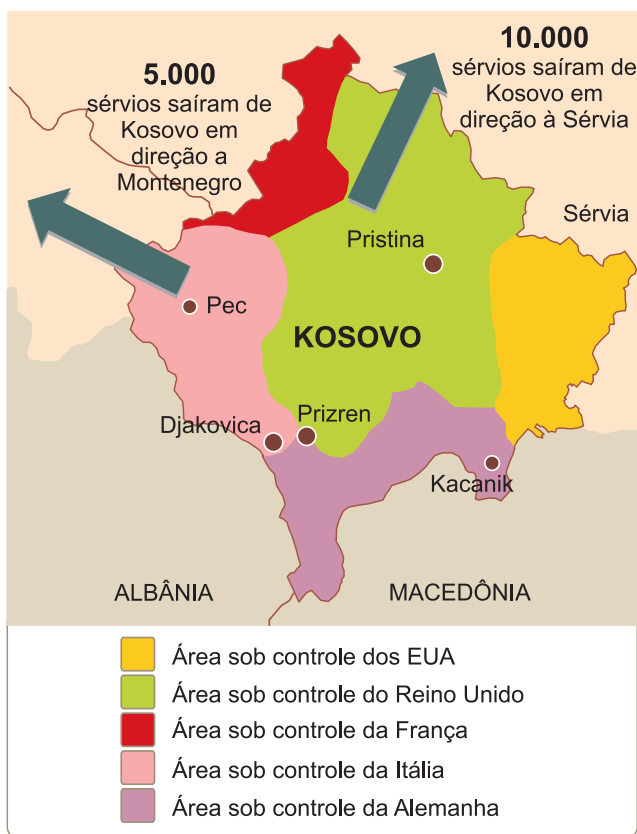 5.000
sérvios saíram de
Kosovo em
direção a
Montenegro
10.000
sérvios saíram de
Kosovo em
direção à Sérvia
Sérvia
Pristina
Pec
KOSOVO
Djakovica
Prizren
Kacanik
ALBÂNIA
MACEDÔNIA
Área sob controle dos EUA
Área sob controle do Reino Unido
Área sob controle da França
Área sob controle da Itália
Área sob controle da Alemanha